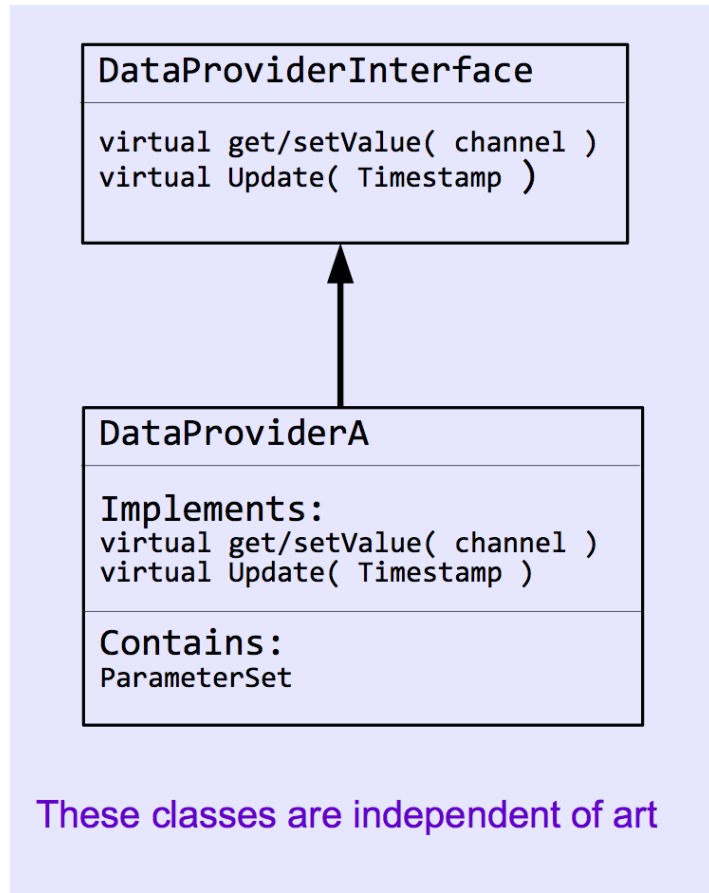 DataProviderInterface
virtual get/setValue( channel )
virtual Update( Timestamp )
DataProviderA
Implements:
virtual get/setValue( channel )
virtual Update( Timestamp )
Contains:
ParameterSet
These classes are independent of art